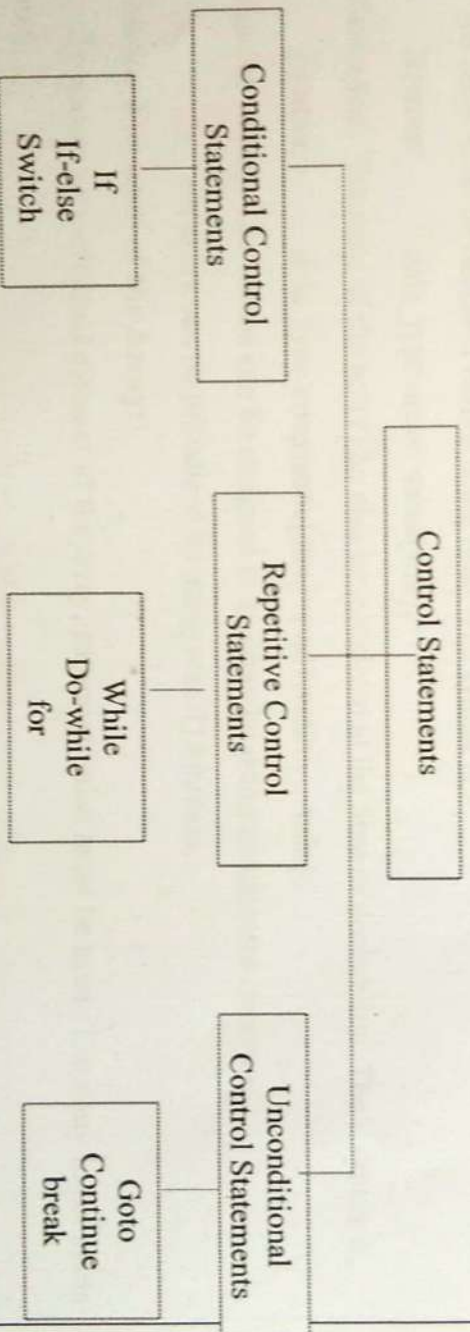 Control Statements
Conditional Control
Statements
Repetitive Control
Statements
Unconditional
Control Statements
If
If-else
Switch
While
Do-while
for
Goto
Continue
break